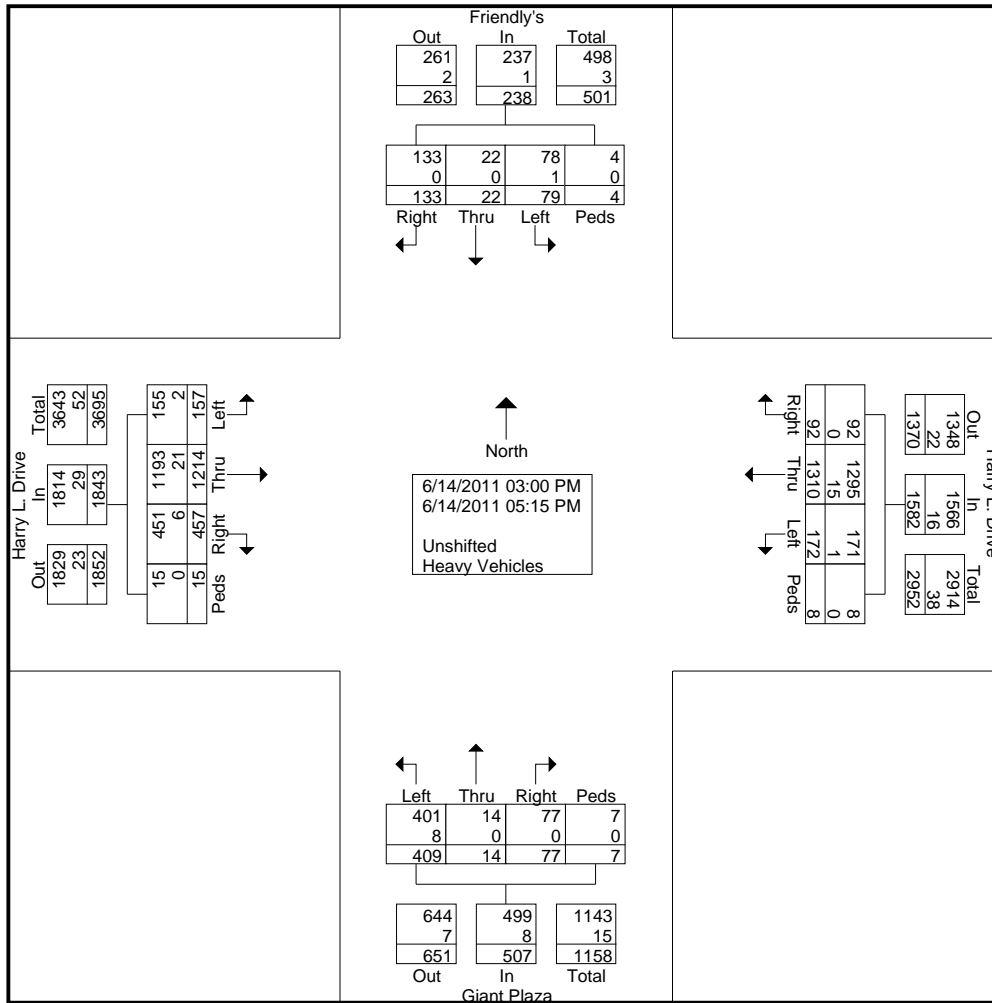 Friendly's
Out In Total
261 237 498
2 1 3
263 238 501
133 22 78 4
0 0 1 0
133 22 79 4
Right Thru Left Peds
Harry L. Drive
Total In Out
3643 1814 1829
52 29 23
3695 1843 1852
155 1193 451 15
2 21 6 0
157 1214 457 15
Left Thru Right Peds
North
6/14/2011 03:00 PM
6/14/2011 05:15 PM
Unshifted
Heavy Vehicles
Harry L. Drive
Out In Total
1348 1566 2914
22 16 38
1370 1582 2952
92 1295 171 8
0 15 1 0
92 1310 172 8
Right Thru Left Peds
Left Thru Right Peds
401 14 77 7
8 0 0 0
409 14 77 7
644 499 1143
7 8 15
651 507 1158
Out In Total
Giant Plaza